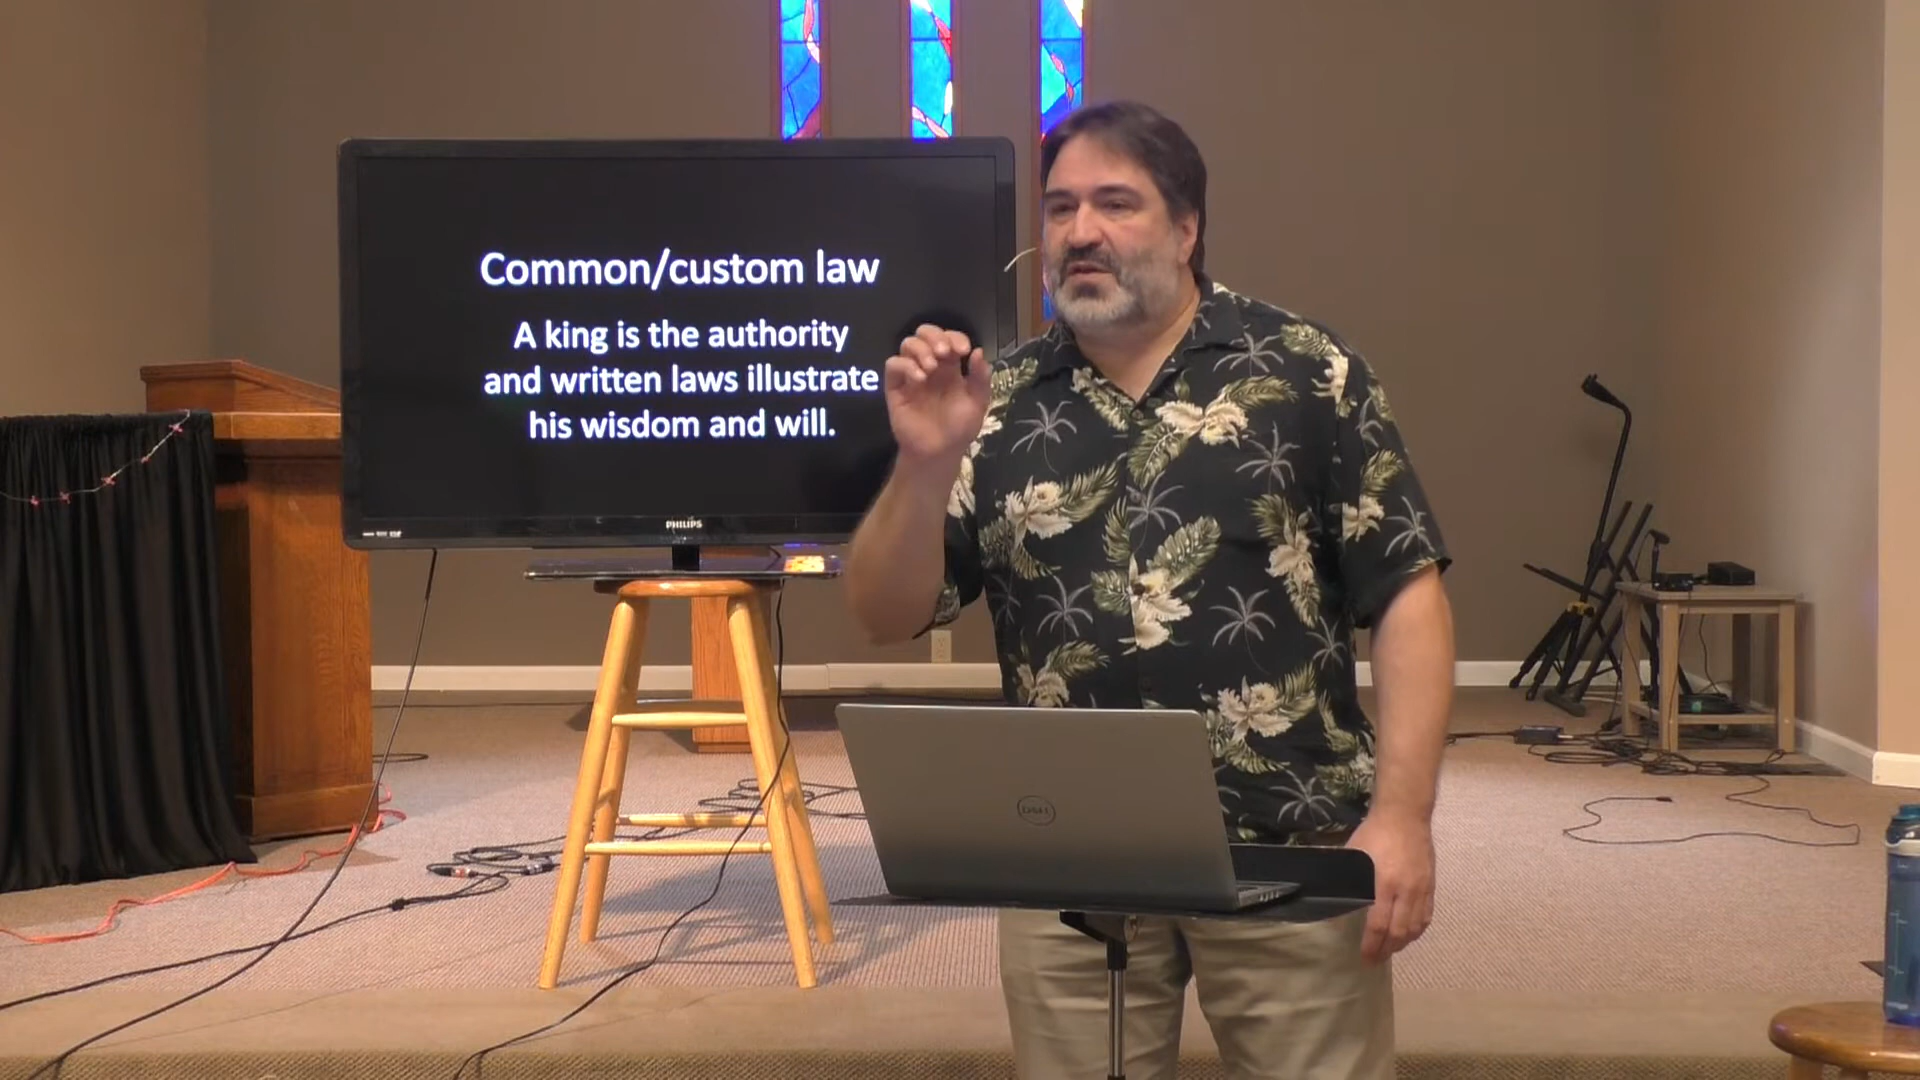 Common/custom law
A king is the authority
and written laws illustrate
his wisdom and will.
PHILIPS
DELL